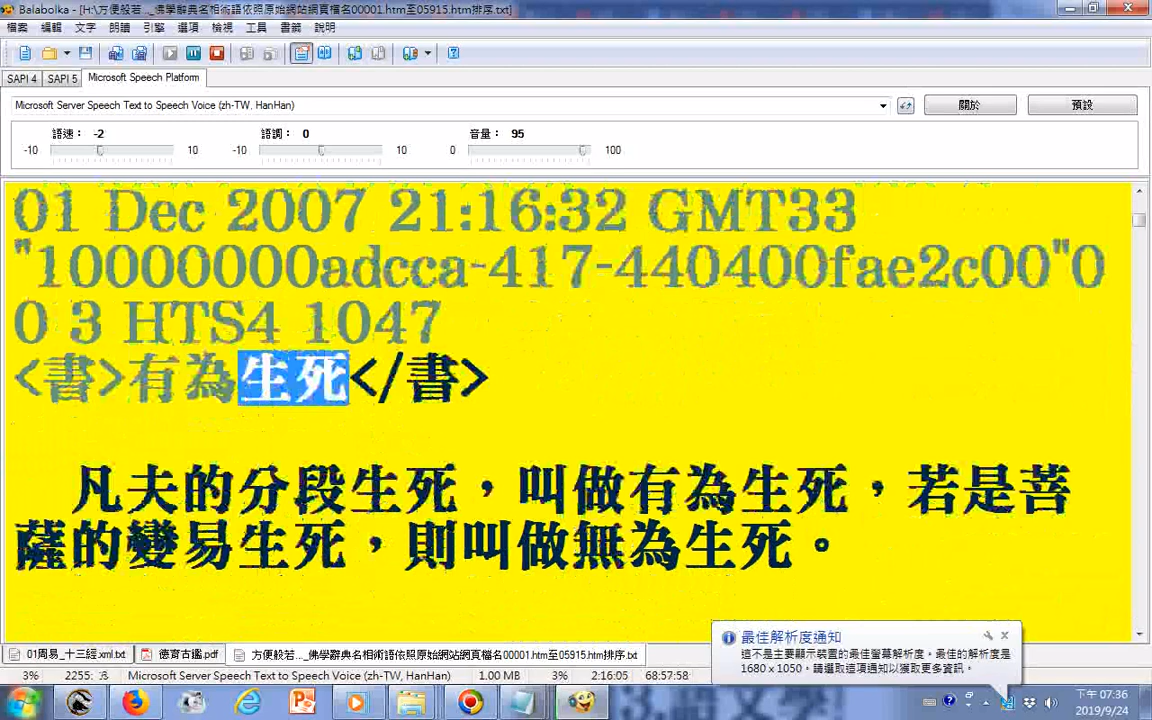 Balabolka - [H:\方便般若..._佛學辭典名相術語依照原始網站網頁檔名00001.htm至05915.htm排序.txt]
檔案 編輯 文字 朗讀 引擎 選項 檢視 工具 書籤 說明
SAPI 4 SAPI 5 Microsoft Speech Platform
Microsoft Server Speech Text to Speech Voice (zh-TW, HanHan)
關於 預設
語速： -2 語調： 0 音量： 95
-10 10 -10 10 0 100
01 Dec 2007 21:16:32 GMT33
"10000000adcca-417-440400fae2c00"0
0 3 HTS4 1047
<書>有為生死</書>
凡夫的分段生死，叫做有為生死，若是菩
薩的變易生死，則叫做無為生死。
最佳解析度通知
這不是主要顯示裝置的最佳螢幕解析度。最佳的解析度是
1680 x 1050。請選取這項通知以獲取更多資訊。
01周易_十三經.xml.txt 德育古鑑.pdf 方便般若..._佛學辭典名相術語依照原始網站網頁檔名00001.htm至05915.htm排序.txt
3% 2255: Microsoft Server Speech Text to Speech Voice (zh-TW, HanHan) 1.00 MB 3% 2:16:05 68:57:58
下午 07:36
2019/9/24